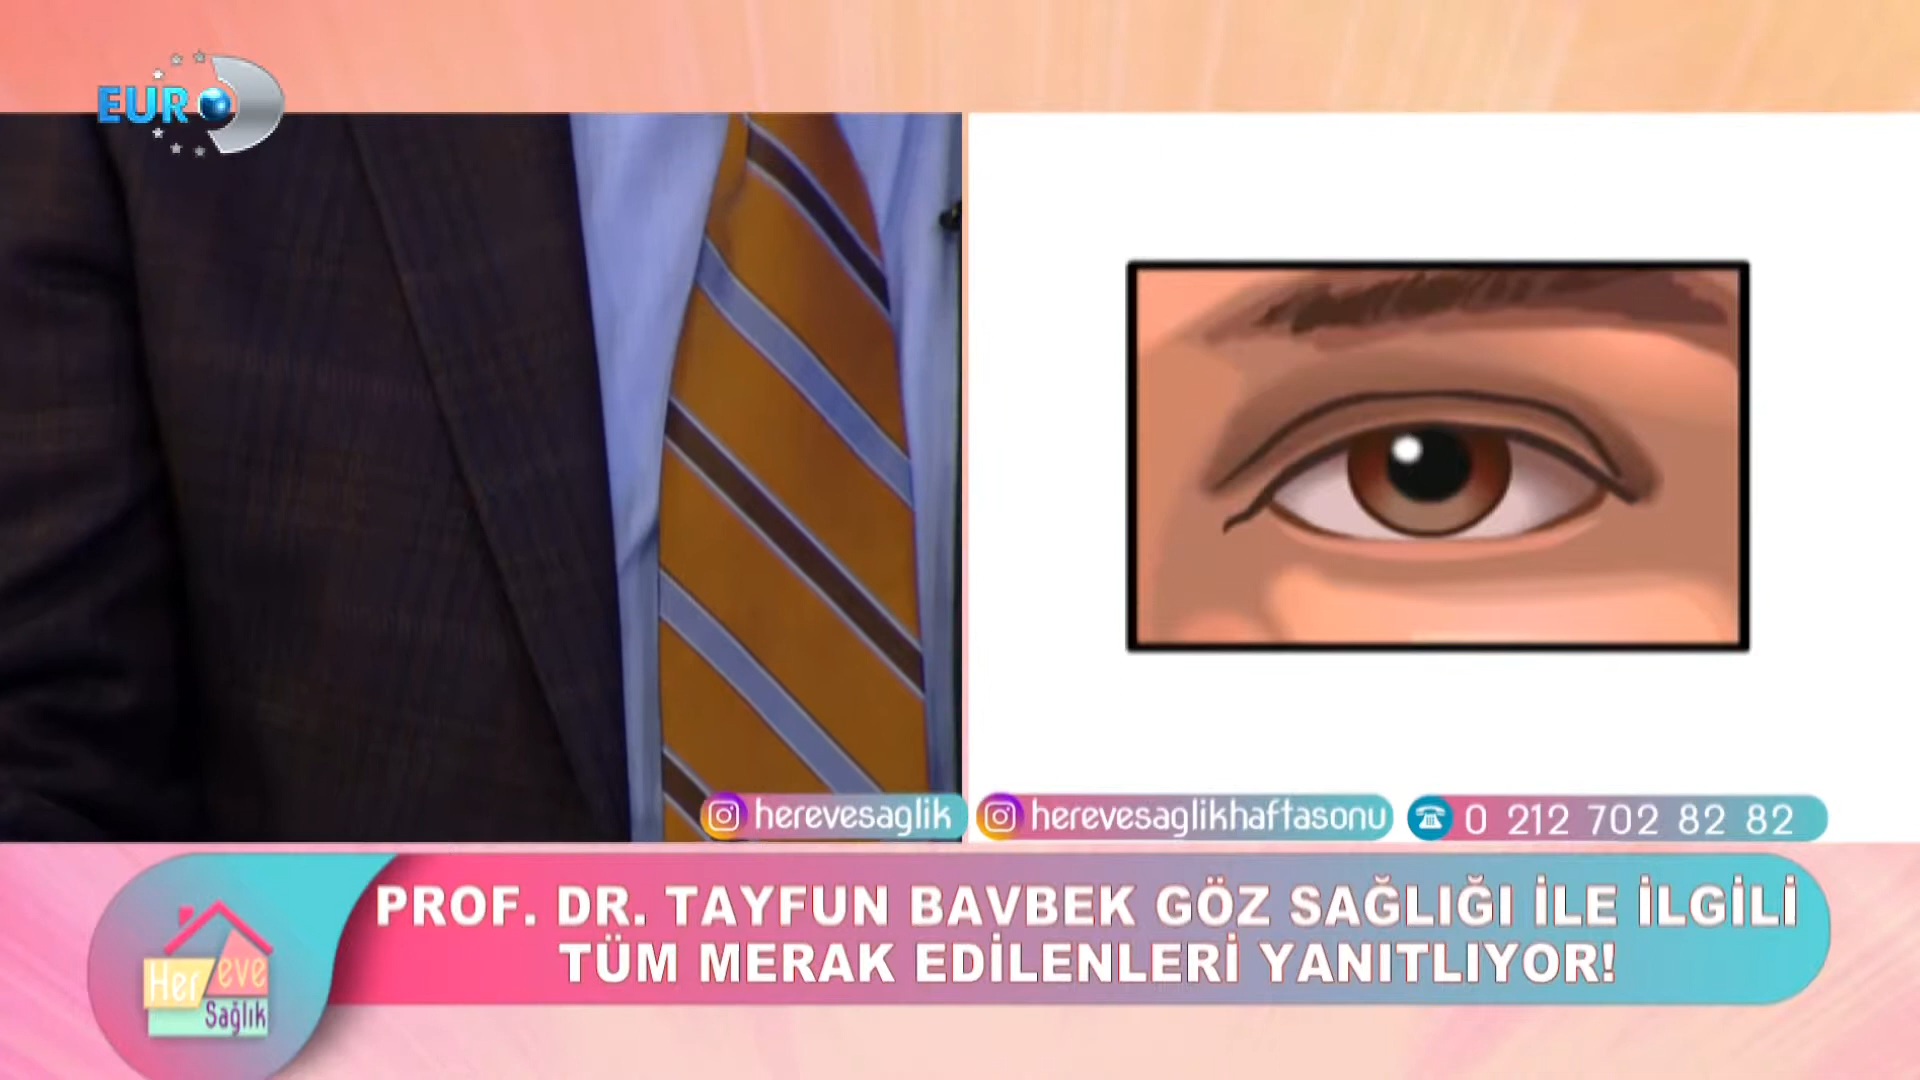 EURO D
herevesaglik
herevesaglikhaftasonu
0 212 702 82 82
PROF. DR. TAYFUN BAVBEK GÖZ SAĞLIĞI İLE İLGİLİ
TÜM MERAK EDİLENLERİ YANITLIYOR!
Her eve
Sağlık